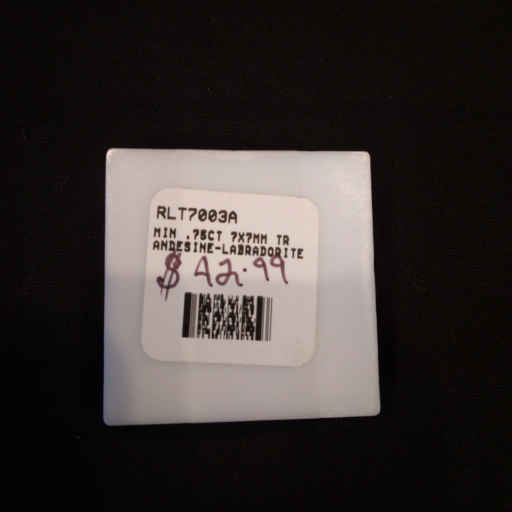 RLT7003A
MIN .75CT 7X7MM TR
ANDESINE-LABRADORITE
$42.99